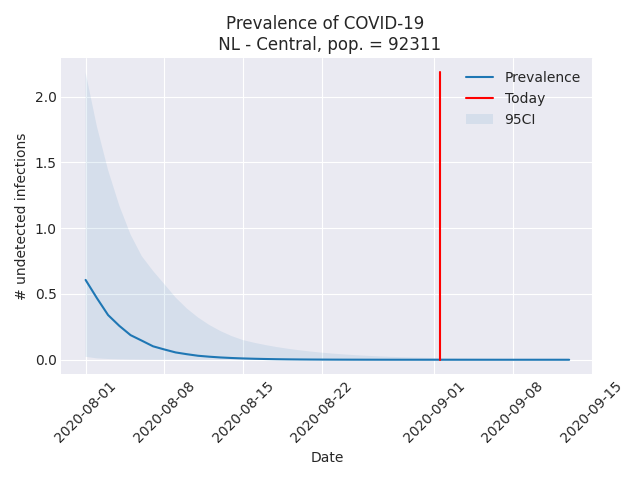 Prevalence of COVID-19
NL - Central, pop. = 92311
Prevalence
Today
95CI
# undetected infections
2.0
1.5
1.0
0.5
0.0
2020-08-01
2020-08-08
2020-08-15
2020-08-22
2020-09-01
2020-09-08
2020-09-15
Date